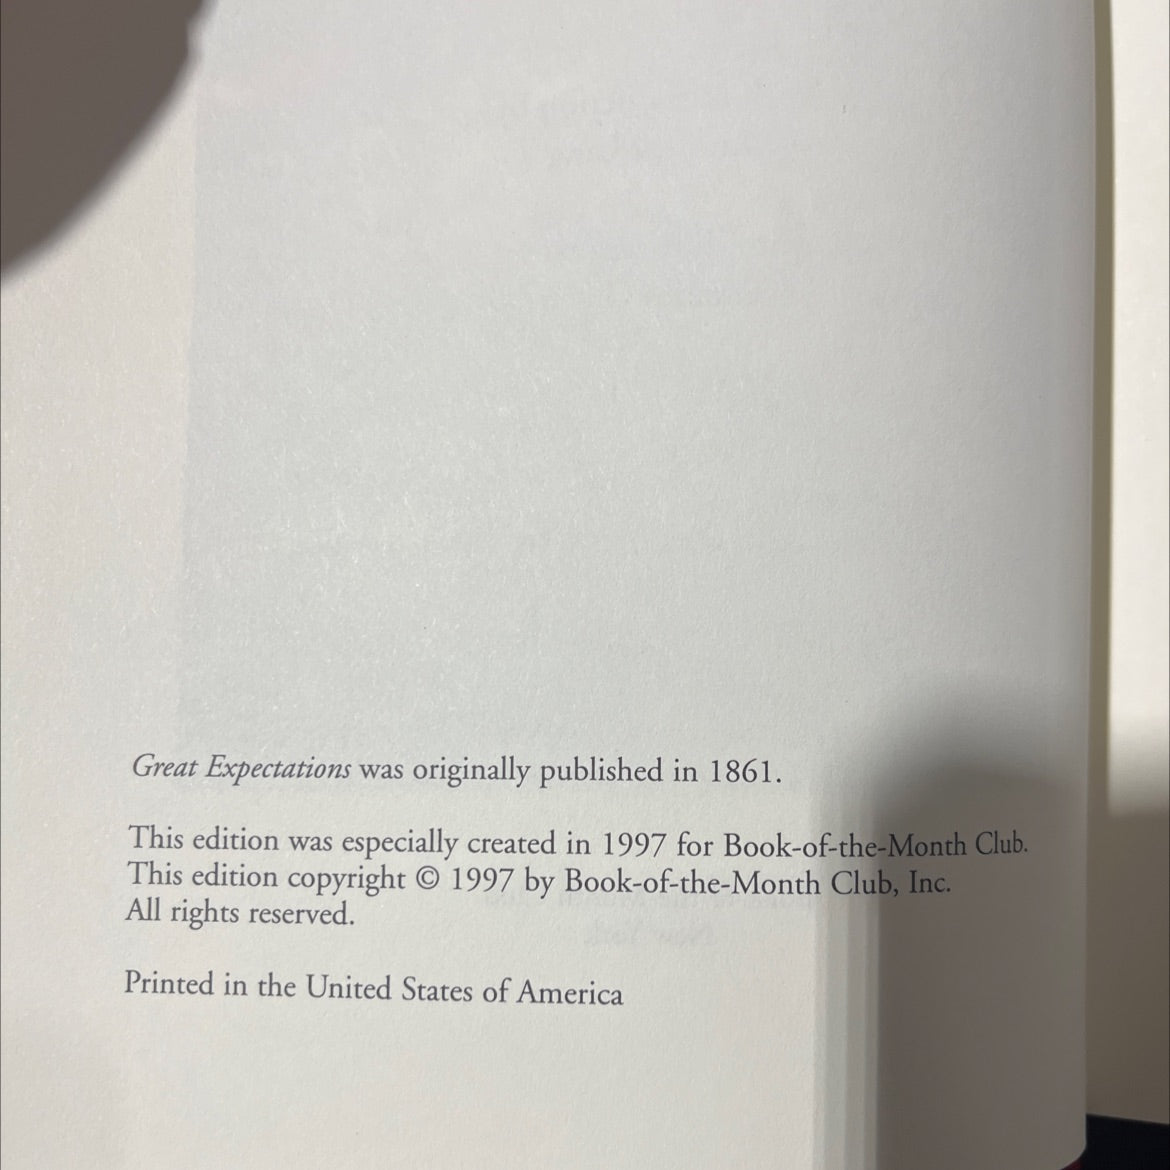 Great Expectations was originally published in 1861.
This edition was especially created in 1997 for Book-of-the-Month Club.
This edition copyright © 1997 by Book-of-the-Month Club, Inc.
All rights reserved.
Printed in the United States of America